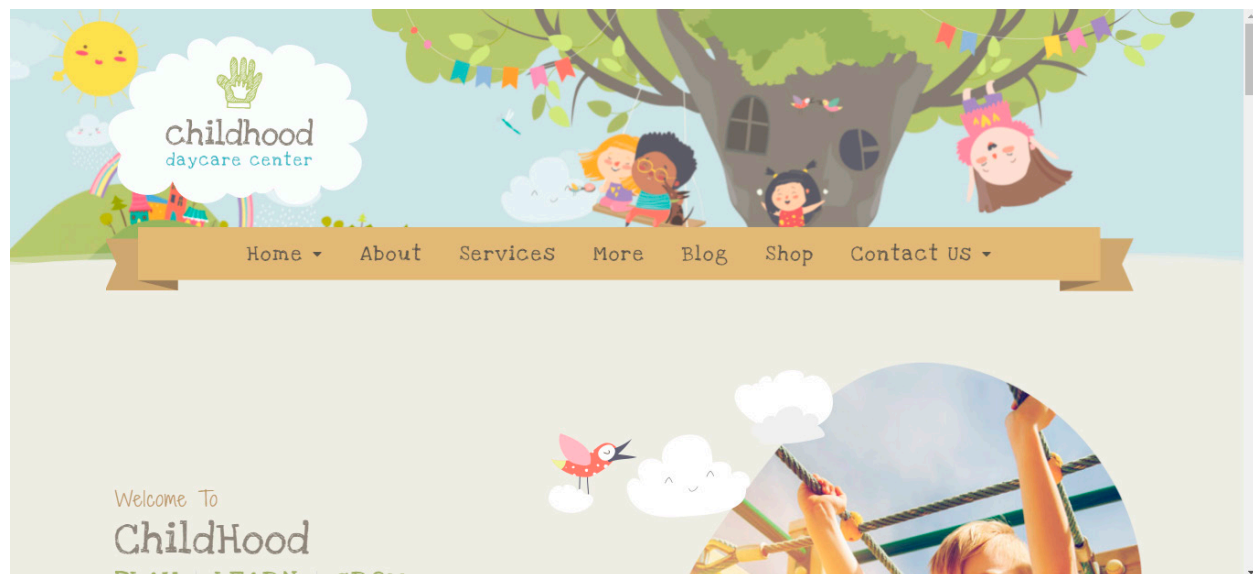 childhood
daycare center
Home About Services More Blog Shop Contact Us
Welcome To
ChildHood